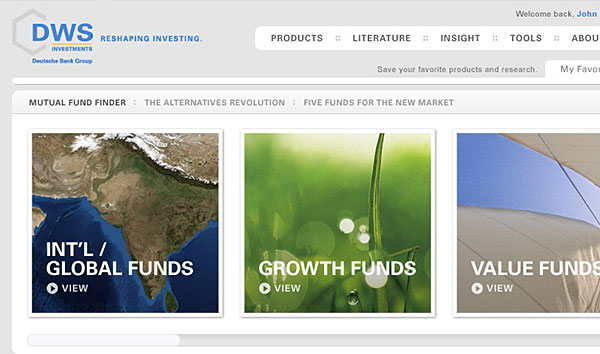 Welcome back, John
DWS
INVESTMENTS
Deutsche Bank Group
RESHAPING INVESTING.
PRODUCTS :: LITERATURE :: INSIGHT :: TOOLS :: ABOU
Save your favorite products and research.
My Favor
MUTUAL FUND FINDER : THE ALTERNATIVES REVOLUTION : FIVE FUNDS FOR THE NEW MARKET
INT'L /
GLOBAL FUNDS
VIEW
GROWTH FUNDS
VIEW
VALUE FUNDS
VIEW